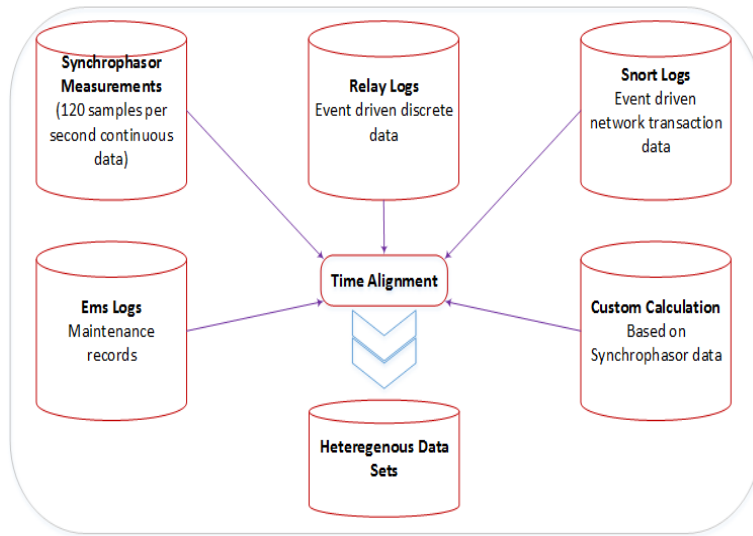 Synchrophasor
Measurements
(120 samples per
second continuous
data)
Relay Logs
Event driven discrete
data
Snort Logs
Event driven
network transaction
data
Time Alignment
Ems Logs
Maintenance
records
Custom Calculation
Based on
Synchrophasor data
Heteregenous Data
Sets